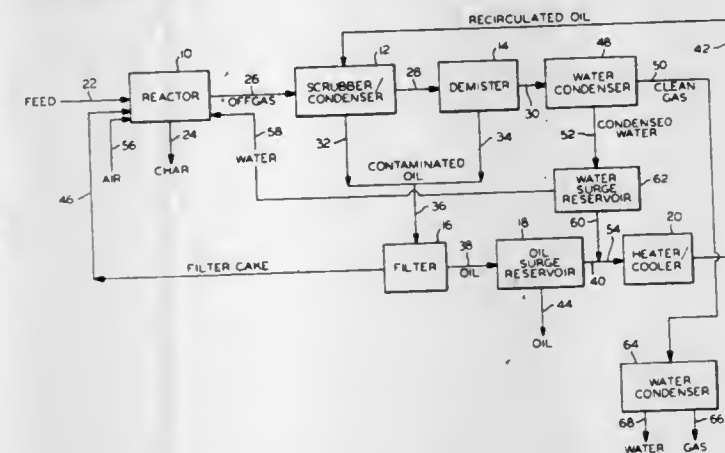 RECIRCULATED OIL
42
10
12
14
48
50
22
26
28
FEED
REACTOR
OFFGAS
SCRUBBER/
CONDENSER
DEMISTER
WATER
CONDENSER
CLEAN
GAS
30
56
24
58
32
34
52
CONDENSED
WATER
AIR
CHAR
WATER
CONTAMINATED
OIL
46
WATER
SURGE
RESERVOIR
62
36
16
18
60
54
20
FILTER CAKE
FILTER
38
OIL
OIL
SURGE
RESERVOIR
40
HEATER/
COOLER
44
OIL
64
WATER
CONDENSER
68
66
WATER
GAS